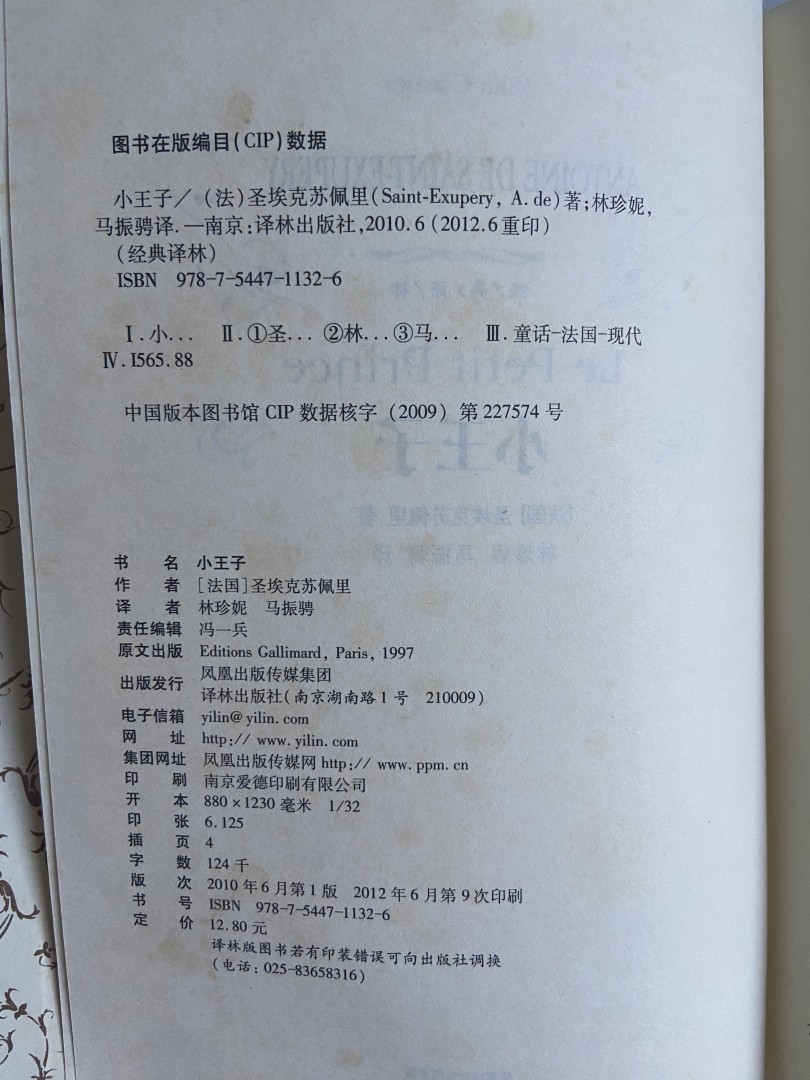 图书在版编目(CIP)数据
小王子／(法)圣埃克苏佩里(Saint-Exupery, A.de)著;林珍妮,
马振骋译.—南京:译林出版社,2010.6(2012.6重印)
(经典译林)
ISBN 978-7-5447-1132-6
Ⅰ.小... Ⅱ.①圣... ②林...③马... Ⅲ.童话-法国-现代
Ⅳ.I565.88
中国版本图书馆CIP数据核字(2009)第227574号
书名 小王子
作者 [法国]圣埃克苏佩里
译者 林珍妮 马振骋
责任编辑 冯一兵
原文出版 Editions Gallimard, Paris, 1997
出版发行 凤凰出版传媒集团
译林出版社(南京湖南路1号 210009)
电子信箱 yilin@yilin.com
网址 http://www.yilin.com
集团网址 凤凰出版传媒网http://www.ppm.cn
印刷 南京爱德印刷有限公司
开本 880×1230毫米 1/32
印张 6.125
插页 4
字数 124千
版次 2010年6月第1版 2012年6月第9次印刷
书号 ISBN 978-7-5447-1132-6
定价 12.80元
译林版图书若有印装错误可向出版社调换
(电话:025-83658316)